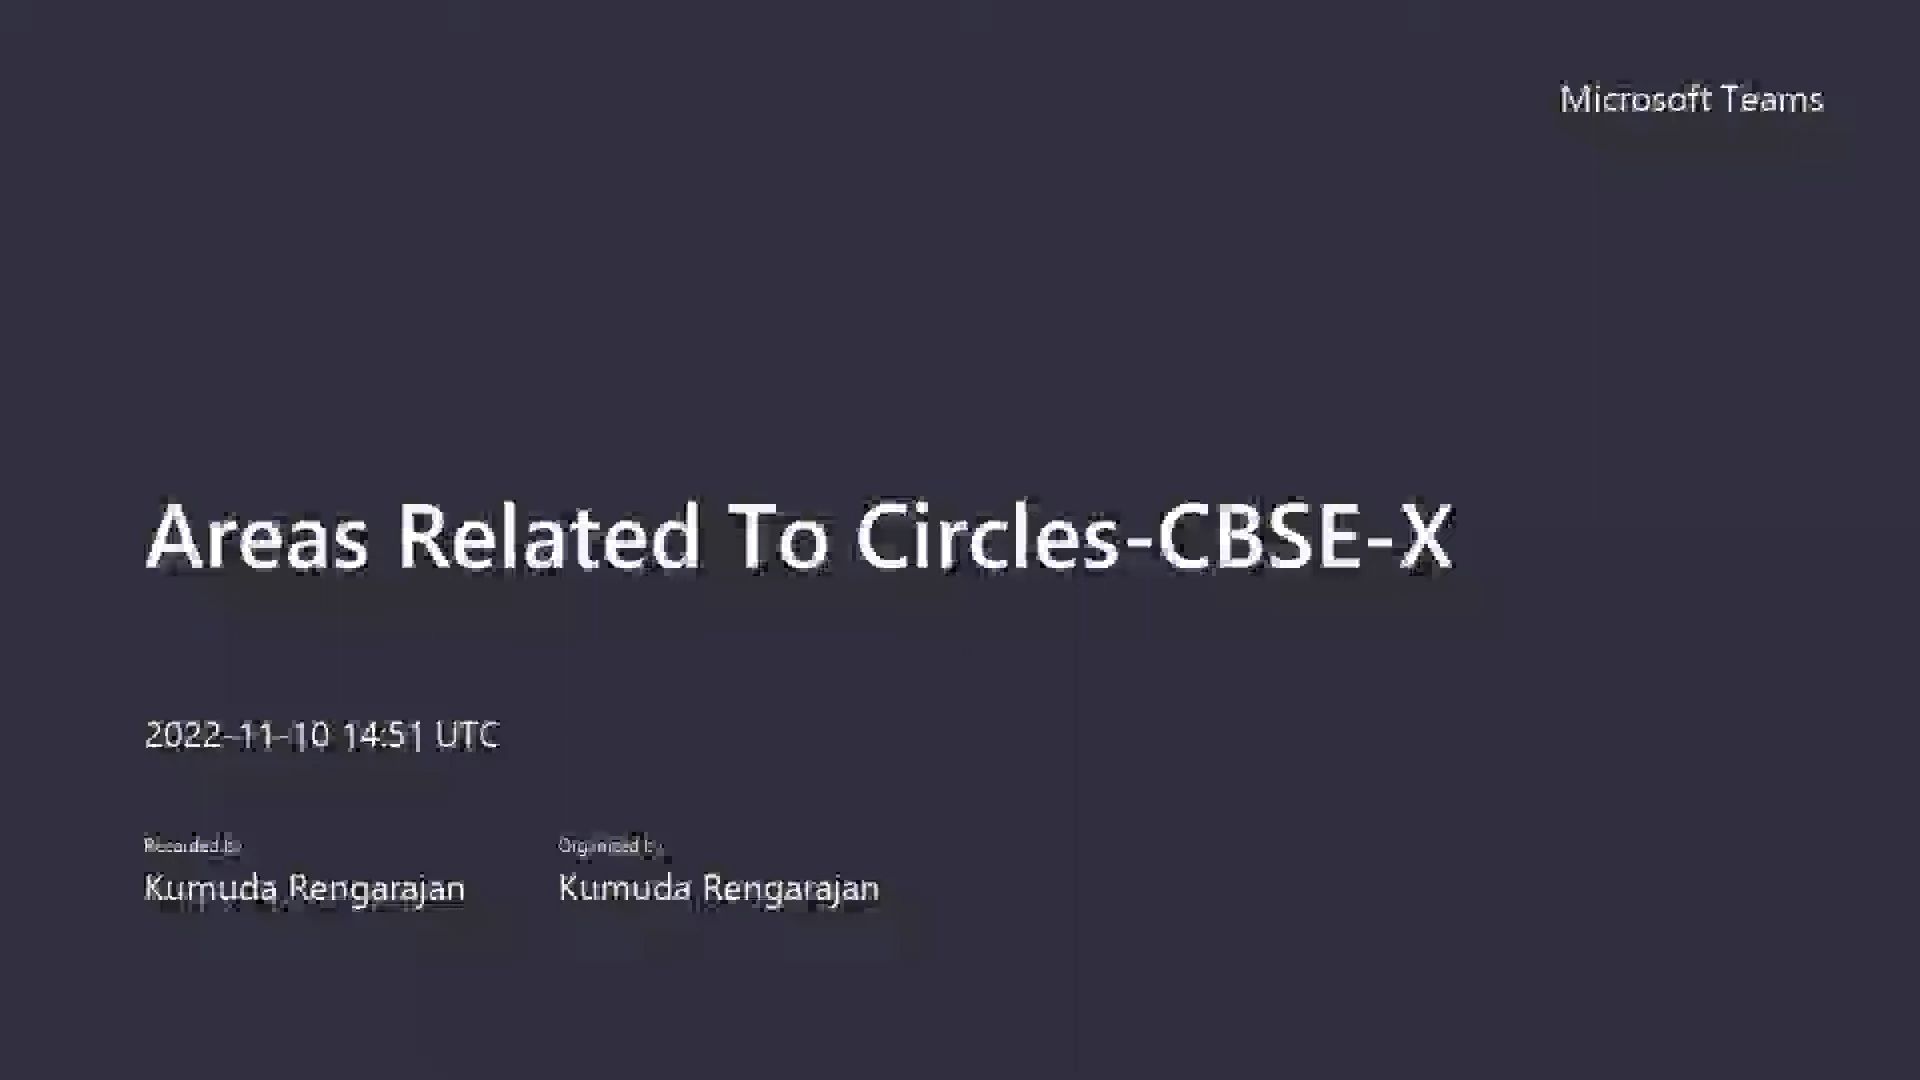 Microsoft Teams
Areas Related To Circles-CBSE-X
2022-11-10 14:51 UTC
Recorded by
Organized by
Kumuda Rengarajan
Kumuda Rengarajan